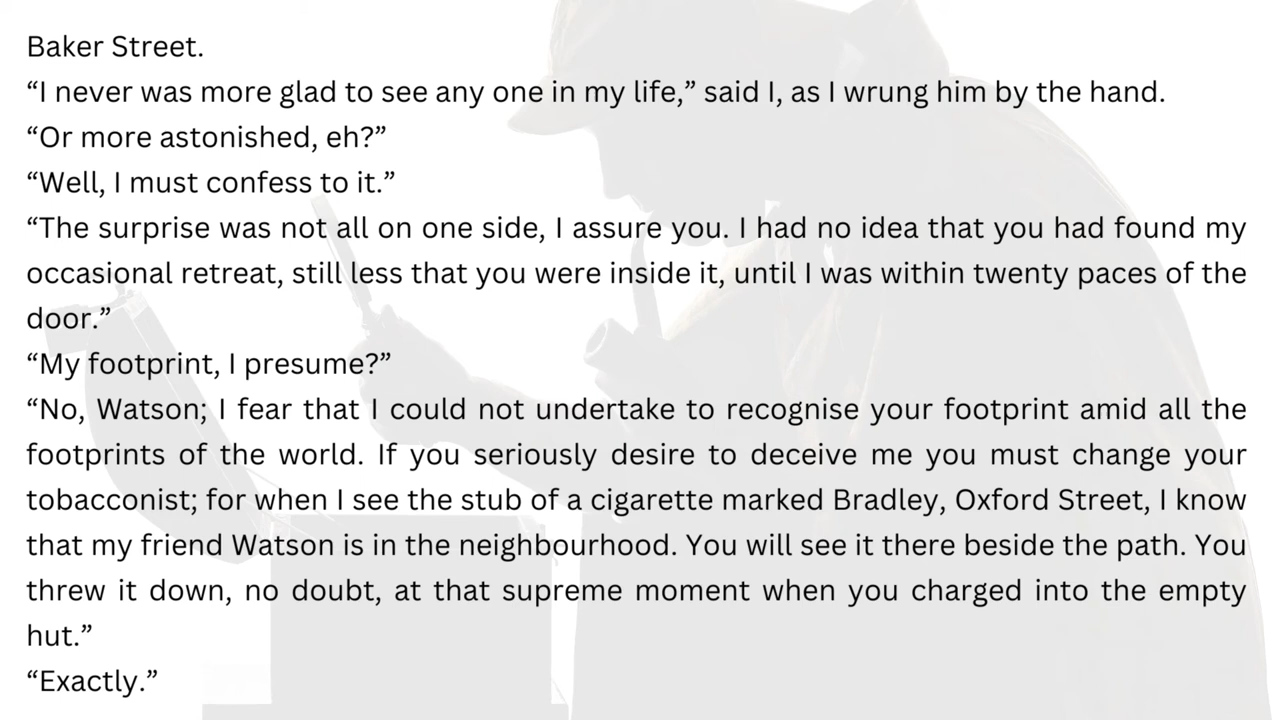 Baker Street.
“I never was more glad to see any one in my life,” said I, as I wrung him by the hand.
“Or more astonished, eh?”
“Well, I must confess to it.”
“The surprise was not all on one side, I assure you. I had no idea that you had found my
occasional retreat, still less that you were inside it, until I was within twenty paces of the
door.”
“My footprint, I presume?”
“No, Watson; I fear that I could not undertake to recognise your footprint amid all the
footprints of the world. If you seriously desire to deceive me you must change your
tobacconist; for when I see the stub of a cigarette marked Bradley, Oxford Street, I know
that my friend Watson is in the neighbourhood. You will see it there beside the path. You
threw it down, no doubt, at that supreme moment when you charged into the empty
hut.”
“Exactly.”